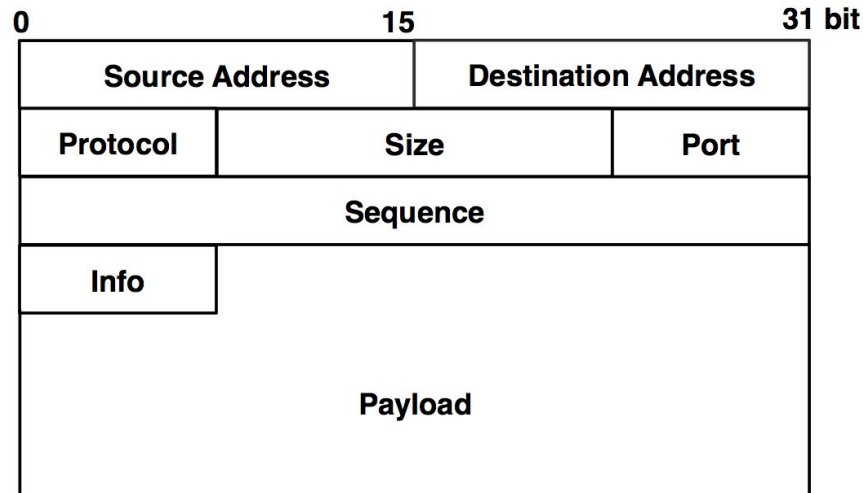 0 15 31 bit
Source Address Destination Address
Protocol Size Port
Sequence
Info
Payload